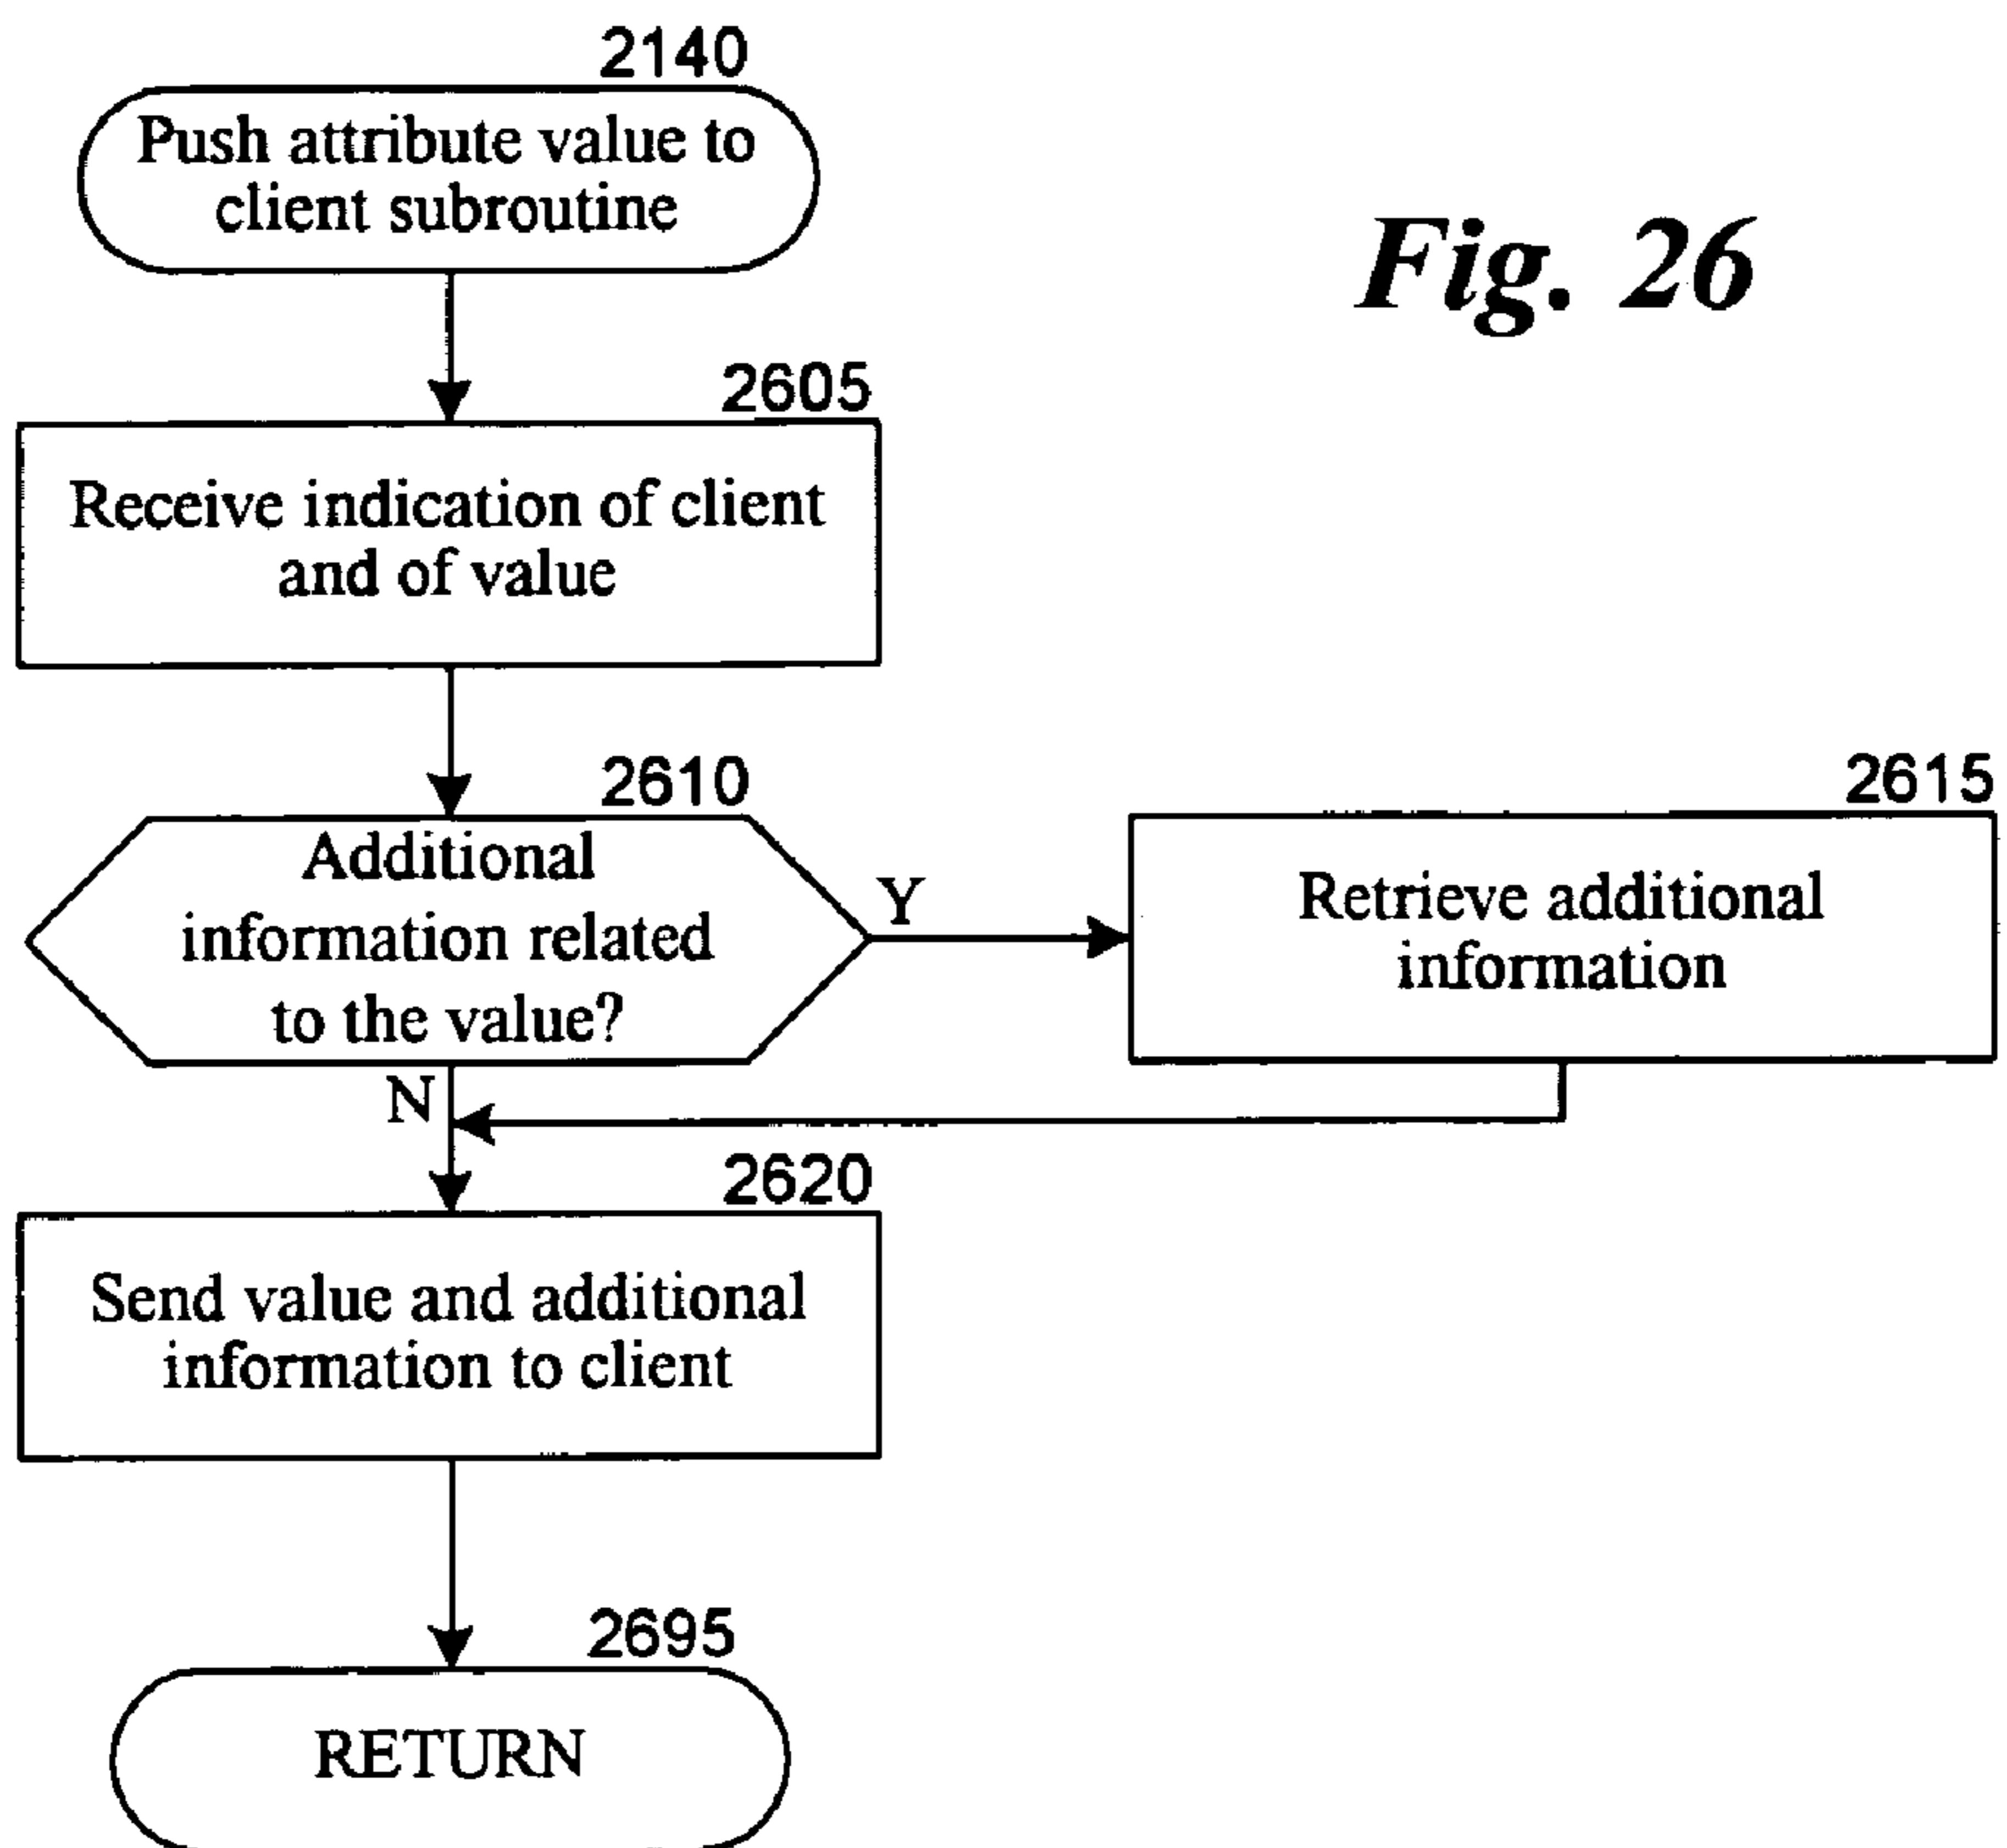 2140
Push attribute value to
client subroutine
Fig. 26
2605
Receive indication of client
and of value
2610
Additional
information related
to the value?
Y
N
2615
Retrieve additional
information
2620
Send value and additional
information to client
2695
RETURN